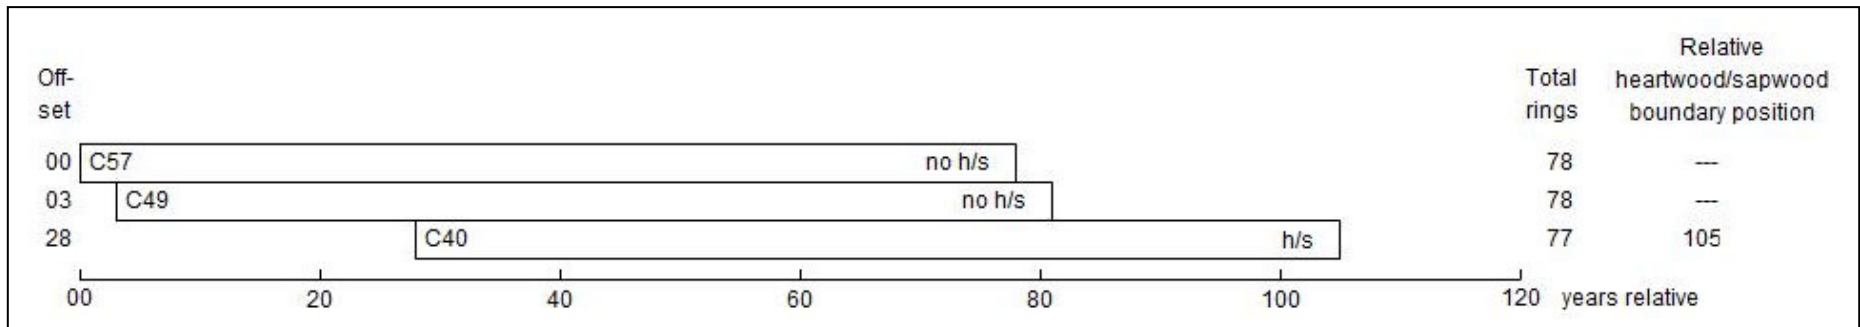 Off-
set
Total
rings
Relative
heartwood/sapwood
boundary position
00 C57 no h/s 78 ---
03 C49 no h/s 78 ---
28 C40 h/s 77 105
00 20 40 60 80 100 120 years relative